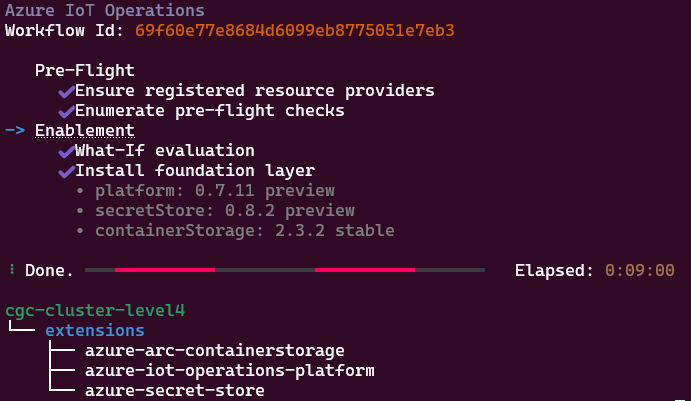 Azure IoT Operations
Workflow Id: 69f60e77e8684d6099eb8775051e7eb3
Pre-Flight
✔Ensure registered resource providers
✔Enumerate pre-flight checks
-> Enablement
✔What-If evaluation
✔Install foundation layer
• platform: 0.7.11 preview
• secretStore: 0.8.2 preview
• containerStorage: 2.3.2 stable
⠸ Done. Elapsed: 0:09:00
cgc-cluster-level4
└── extensions
├── azure-arc-containerstorage
├── azure-iot-operations-platform
└── azure-secret-store